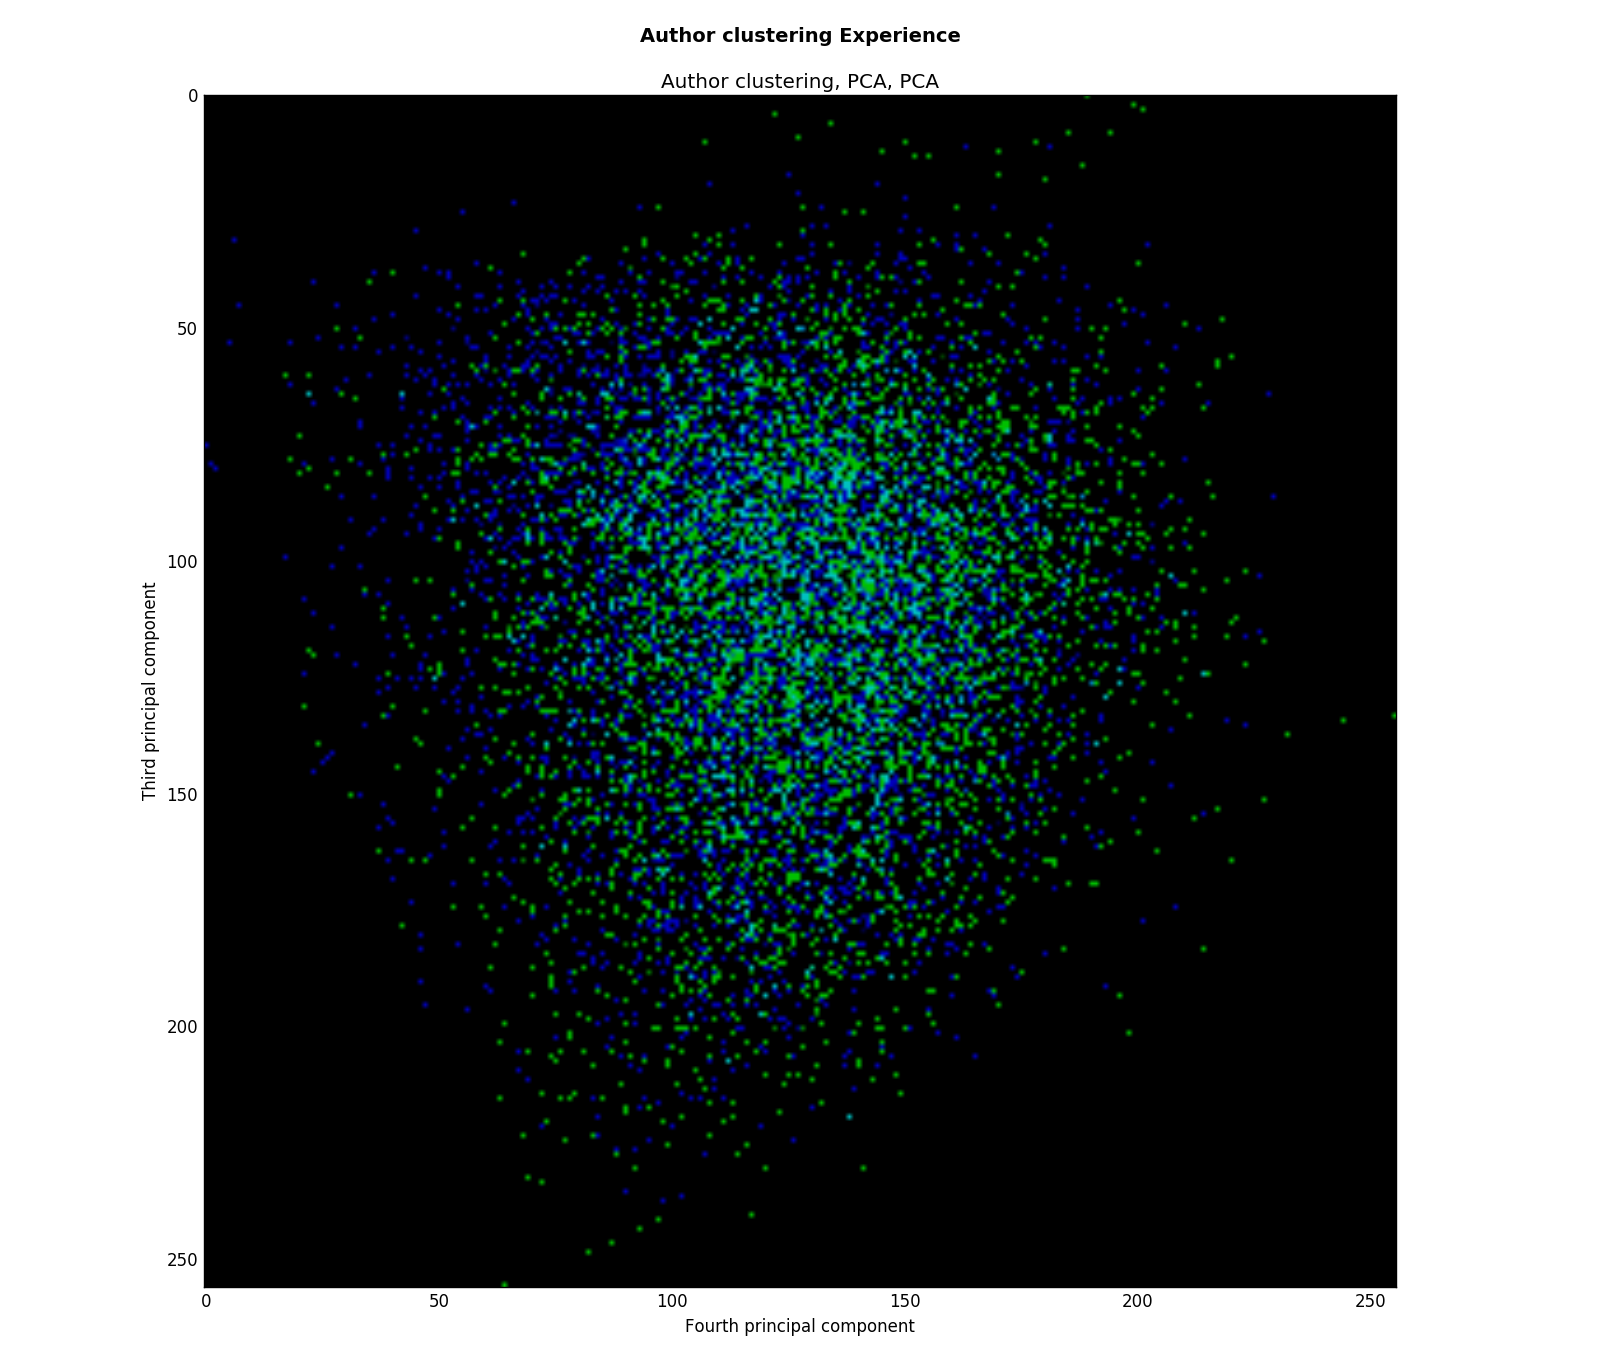 Author clustering Experience
Author clustering, PCA, PCA
0
50
100
150
200
250
Third principal component
0 50 100 150 200 250
Fourth principal component